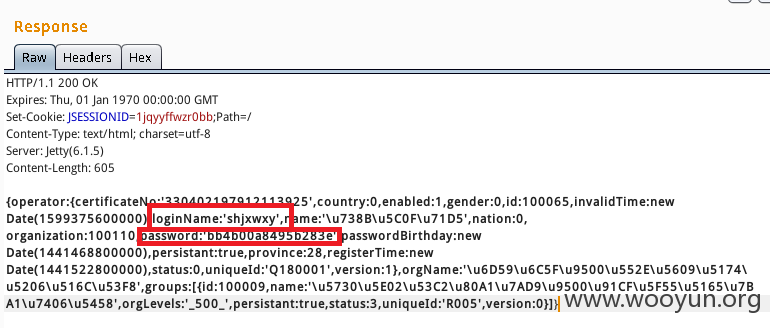 Response
Raw Headers Hex
HTTP/1.1 200 OK
Expires: Thu, 01 Jan 1970 00:00:00 GMT
Set-Cookie: JSESSIONID=1jqyyffwzr0bb;Path=/
Content-Type: text/html; charset=utf-8
Server: Jetty(6.1.5)
Content-Length: 605
{operator:{certificateNo:'330402197912113925',country:0,enabled:1,gender:0,id:100065,invalidTime:new
Date(1599375600000),loginName:'shjxwxy',name:'\u738B\u5C0F\u71D5',nation:0,
organization:100110,password:'bb4b00a8495b283e',passwordBirthday:new
Date(1441468800000),persistant:true,province:28,registerTime:new
Date(1441522800000),status:0,uniqueId:'Q180001',version:1},orgName:'\u6D59\u6C5F\u9500\u552E\u5609\u5174\
u5206\u516C\u53F8',groups:[{id:100009,name:'\u5730\u5E02\u53C2\u80A1\u7AD9\u9500\u91CF\u5F55\u5165\u7B
A1\u7406\u5458',orgLevels:'_500_',persistant:true,status:3,uniqueId:'R005',version:0}]}
www.wooyun.org